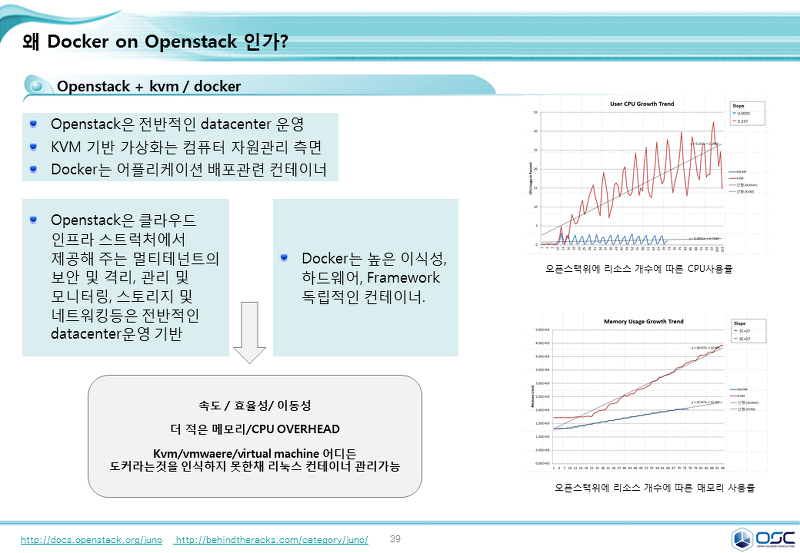 왜 Docker on Openstack 인가?
Openstack + kvm / docker
Openstack은 전반적인 datacenter 운영
KVM 기반 가상화는 컴퓨터 자원관리 측면
Docker는 어플리케이션 배포관련 컨테이너
Openstack은 클라우드
인프라 스트럭처에서
제공해 주는 멀티테넌트의
보안 및 격리, 관리 및
모니터링, 스토리지 및
네트워킹등은 전반적인
datacenter운영 기반
Docker는 높은 이식성,
하드웨어, Framework
독립적인 컨테이너.
속도 / 효율성/ 이동성
더 적은 메모리/CPU OVERHEAD
Kvm/vmwaere/virtual machine 어디든
도커라는것을 인식하지 못한채 리눅스 컨테이너 관리가능
User CPU Growth Trend
Slope
0.0091
docker
KVM
오픈스택위에 리소스 개수에 따른 CPU사용률
Memory Usage Growth Trend
Slope
docker
KVM
오픈스택위에 리소스 개수에 따른 매모리 사용률
http://docs.openstack.org/juno http://behindtheracks.com/category/juno/
39
OSC